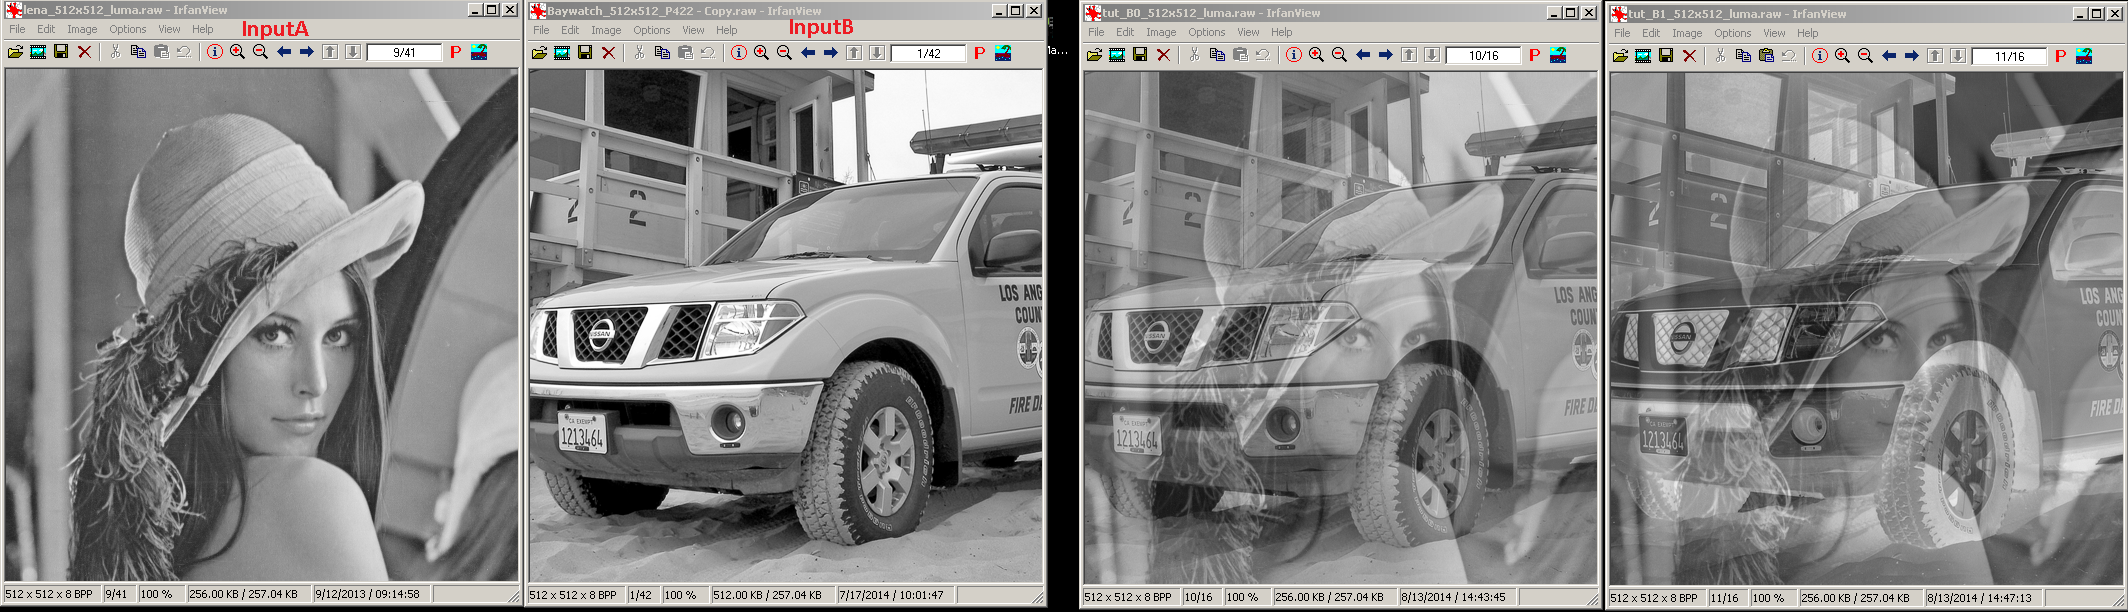 lena_512x512_luma.raw - IrfanView
InputA
File Edit Image Options View Help
9/41
P
512 x 512 x 8 BPP 9/41 100 % 256.00 KB / 257.04 KB 9/12/2013 / 09:14:58
Baywatch_512x512_P422 - Copy.raw - IrfanView
InputB
File Edit Image Options View Help
1/42
P
2
2
NISSAN
LOS ANG
COUN
FIRE D
CA EXEMPT
1213464
512 x 512 x 8 BPP 1/42 100 % 512.00 KB / 257.04 KB 7/17/2014 / 10:01:47
Ma...
tut_B0_512x512_luma.raw - IrfanView
File Edit Image Options View Help
10/16
P
2
2
NISSAN
LOS ANG
COUN
FIRE D
1213464
512 x 512 x 8 BPP 10/16 100 % 256.00 KB / 257.04 KB 8/13/2014 / 14:43:45
tut_B1_512x512_luma.raw - IrfanView
File Edit Image Options View Help
11/16
P
2
2
NISSAN
LOS ANG
COUN
FIRE D
1213464
512 x 512 x 8 BPP 11/16 100 % 256.00 KB / 257.04 KB 8/13/2014 / 14:47:13